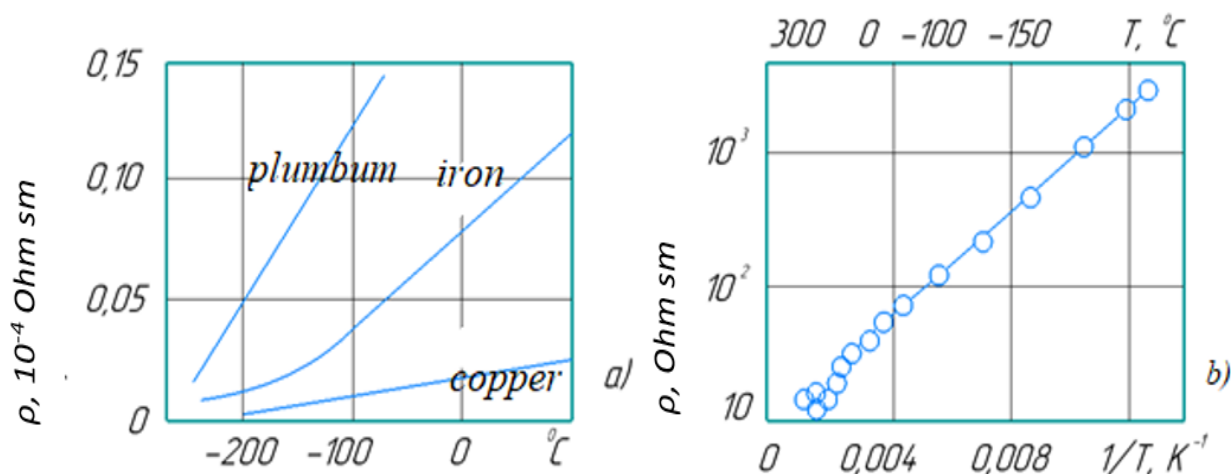 0,15
0,10
0,05
0
ρ, 10⁻⁴ Ohm sm
plumbum
iron
copper
-200 -100 0 °C
a)
300 0 -100 -150 T, °C
10³
10²
10
ρ, Ohm sm
0 0,004 0,008 1/T, K⁻¹
b)